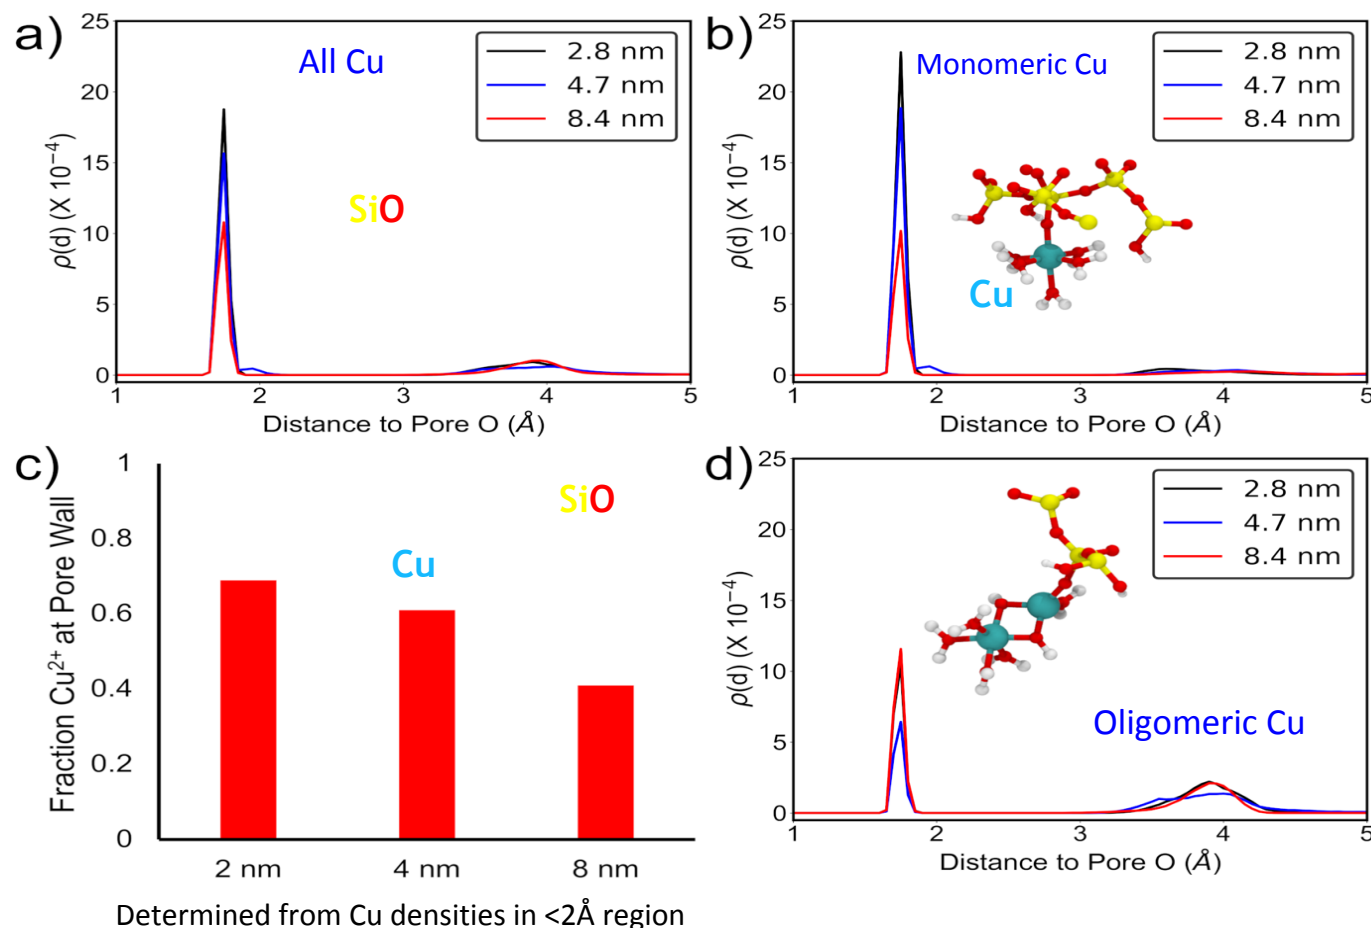 a)
All Cu
2.8 nm
4.7 nm
8.4 nm
SiO
25
20
15
10
5
0
ρ(d) (X 10⁻⁴)
1 2 3 4 5
Distance to Pore O (Å)
b)
Monomeric Cu
2.8 nm
4.7 nm
8.4 nm
Cu
25
20
15
10
5
0
ρ(d) (X 10⁻⁴)
1 2 3 4 5
Distance to Pore O (Å)
c)
SiO
Cu
1
0.8
0.6
0.4
0.2
0
Fraction Cu²⁺ at Pore Wall
2 nm 4 nm 8 nm
Determined from Cu densities in <2Å region
d)
2.8 nm
4.7 nm
8.4 nm
Oligomeric Cu
25
20
15
10
5
0
ρ(d) (X 10⁻⁴)
1 2 3 4 5
Distance to Pore O (Å)